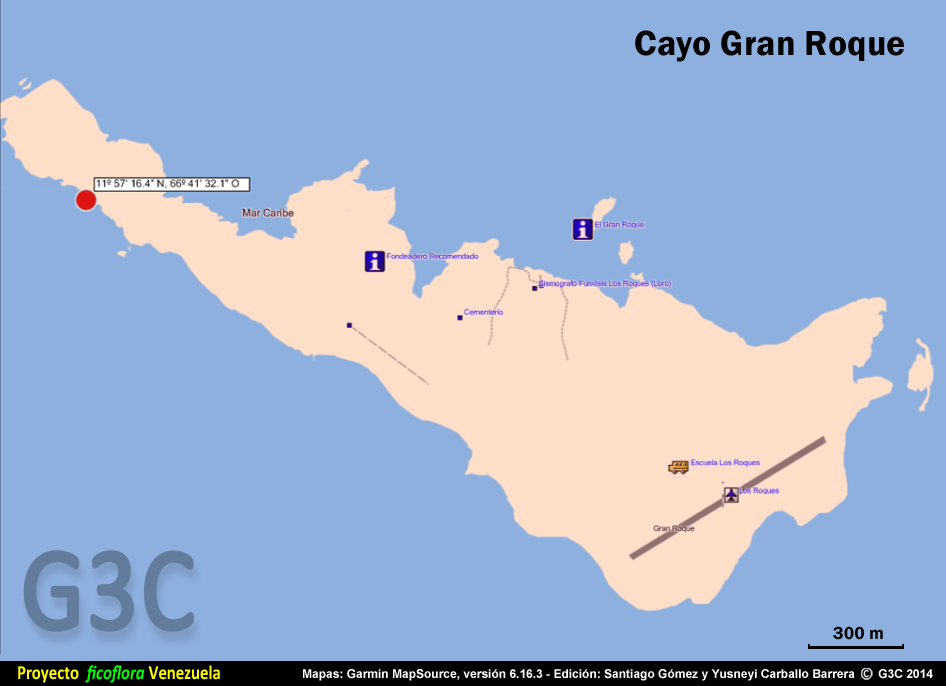 Cayo Gran Roque
11º 57' 16.4" N, 66º 41' 32.1" O
Mar Caribe
El Gran Roque
Fondeadero Recomendado
Sismografo Funvisis Los Roques (Loro)
Cementerio
Escuela Los Roques
Los Roques
Gran Roque
G3C
300 m
Proyecto ficoflora Venezuela
Mapas: Garmin MapSource, versión 6.16.3 - Edición: Santiago Gómez y Yusneyi Carballo Barrera © G3C 2014